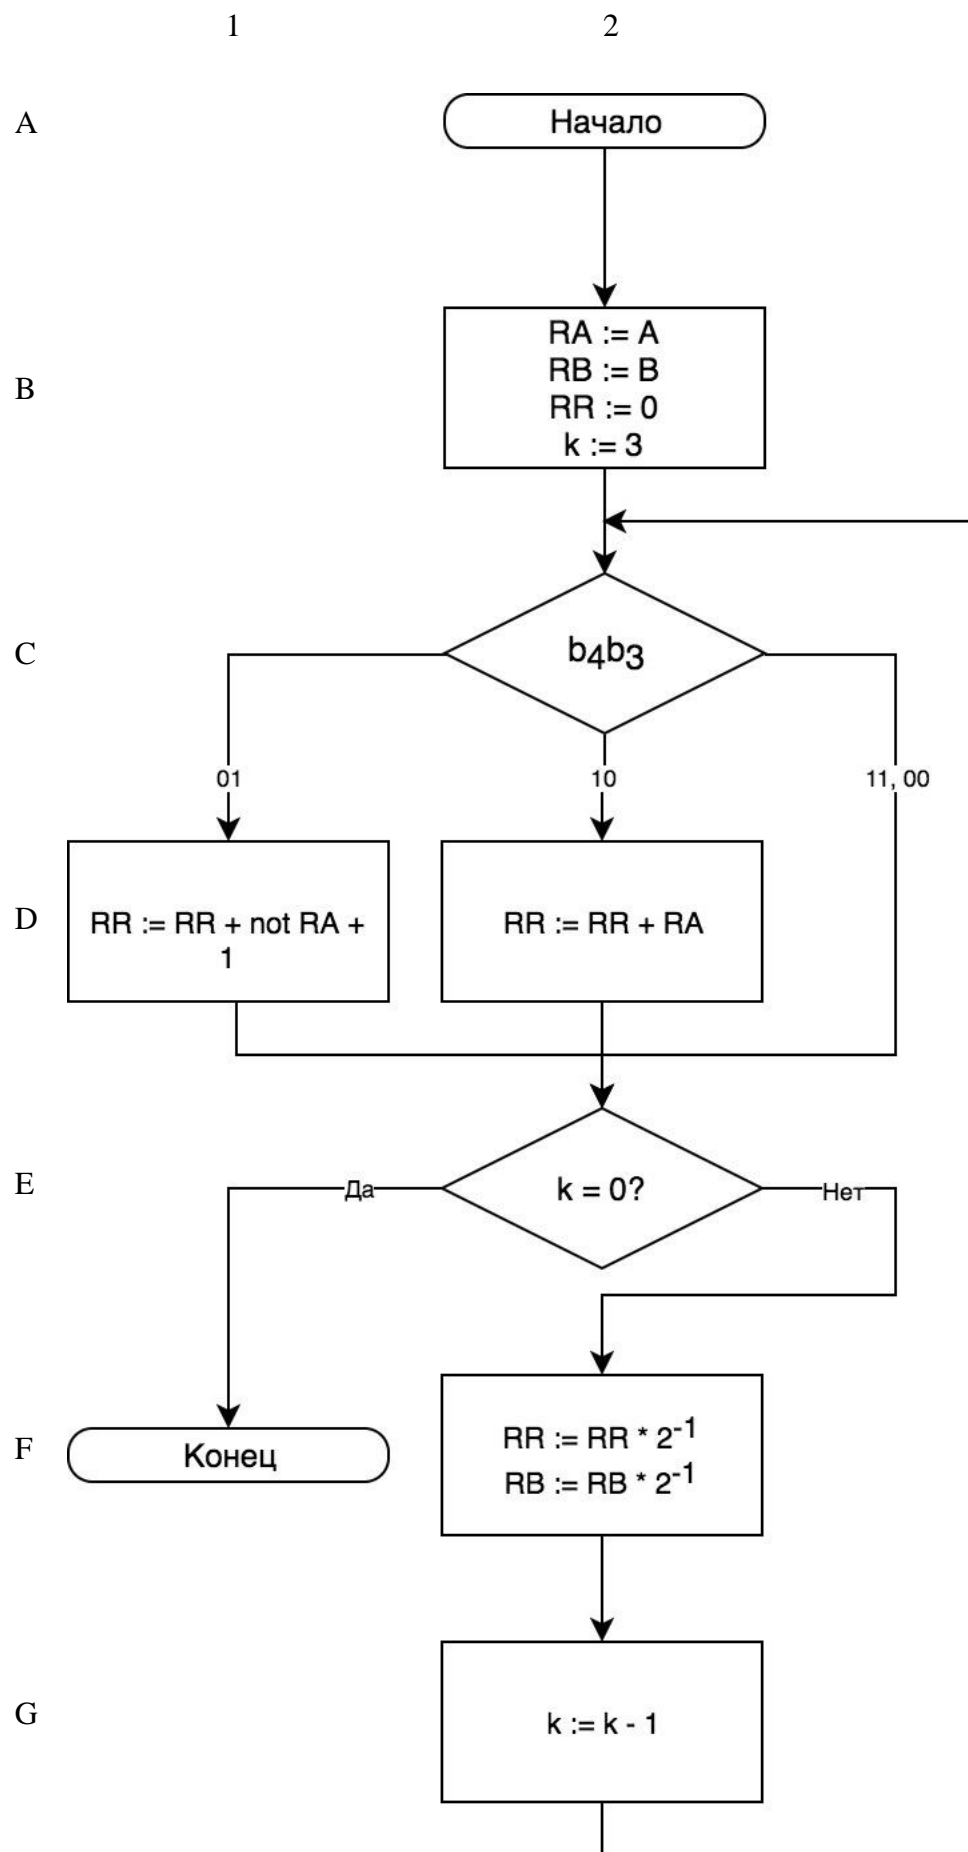 1 2
A
Начало
B
RA := A
RB := B
RR := 0
k := 3
C
b₄b₃
01 10 11, 00
D
RR := RR + not RA +
1
RR := RR + RA
E
Да
k = 0?
Нет
F
Конец
RR := RR * 2⁻¹
RB := RB * 2⁻¹
G
k := k - 1